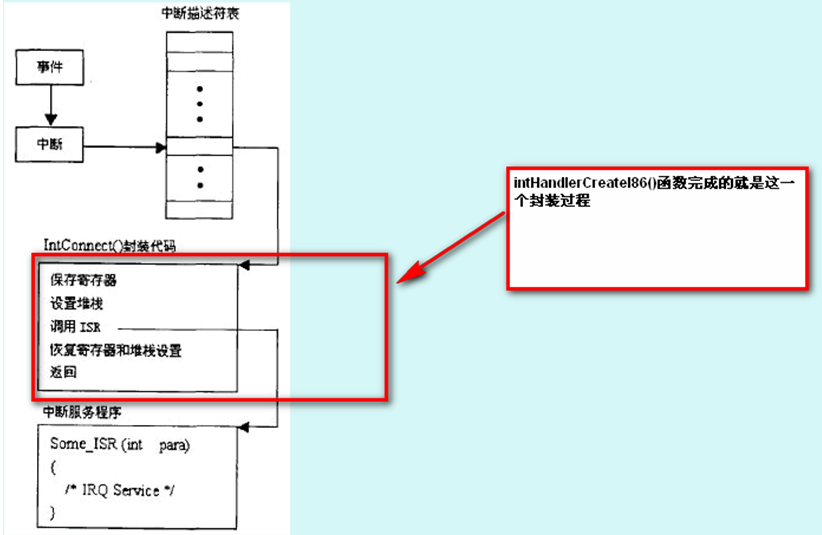 中断描述符表
事件
中断
IntConnect()封装代码
保存寄存器
设置堆栈
调用 ISR
恢复寄存器和堆栈设置
返回
中断服务程序
Some_ISR (int para)
{
/* IRQ Service */
}
intHandlerCreateI86()函数完成的就是这一
个封装过程